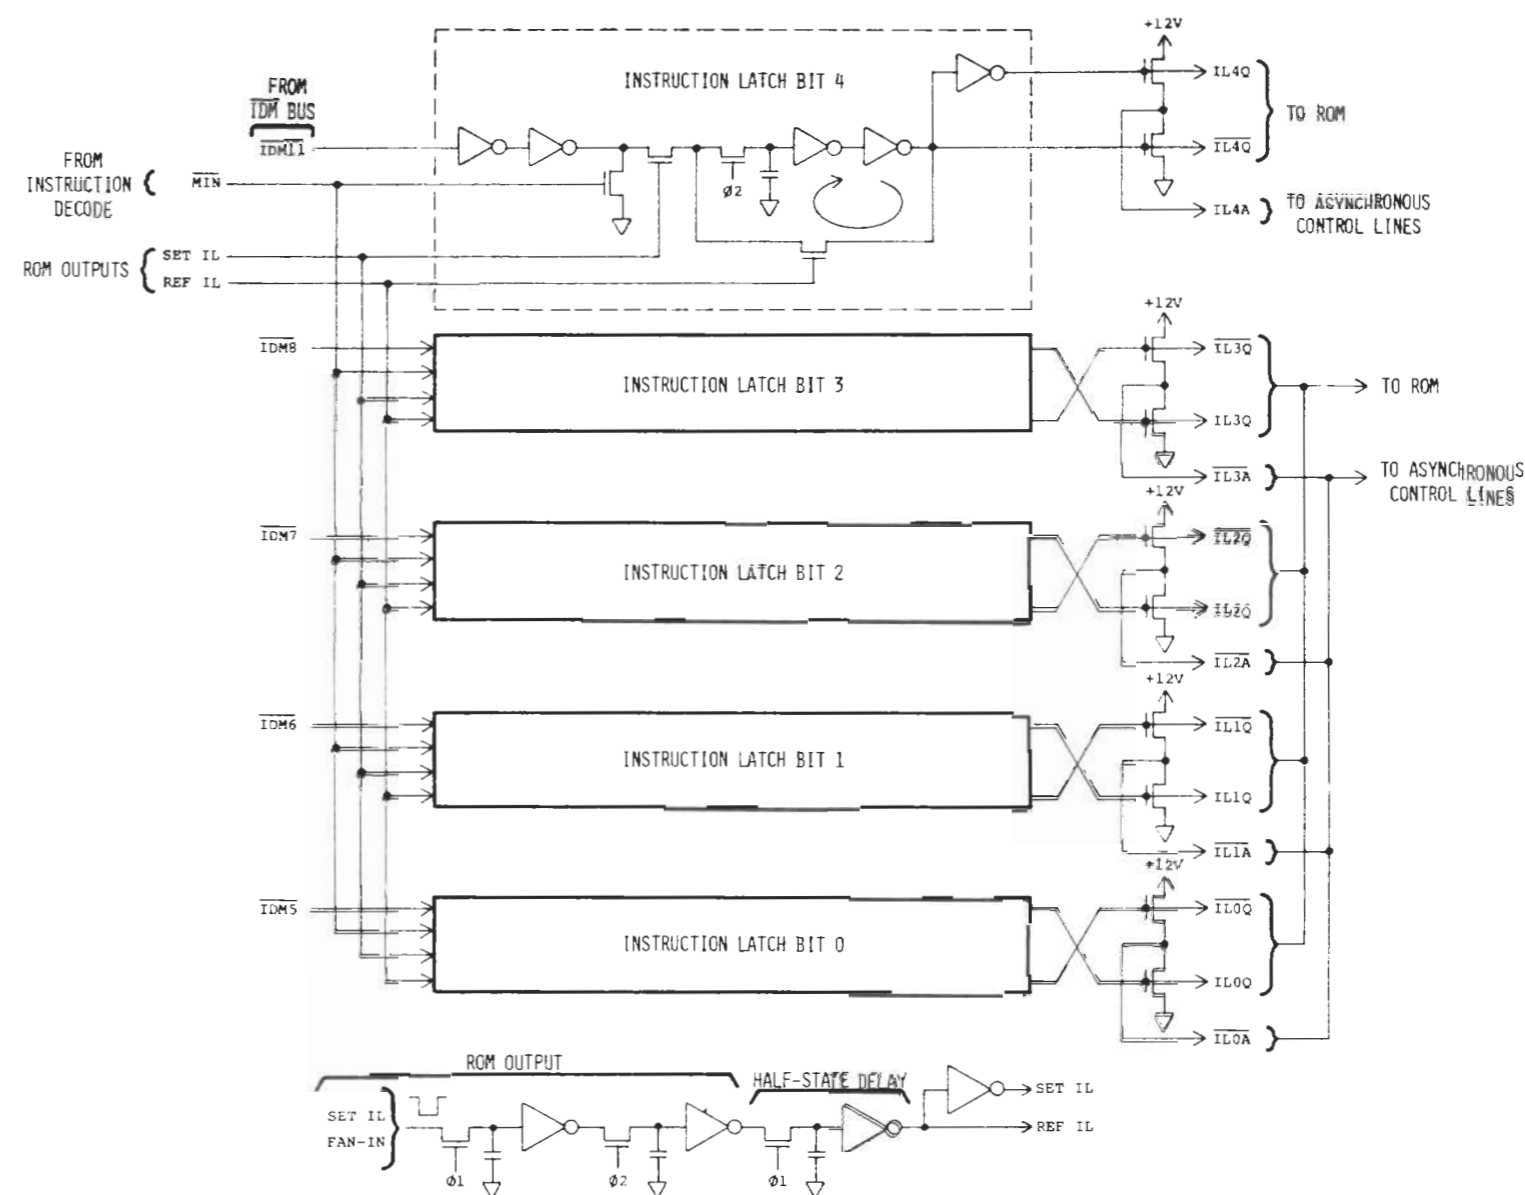 +12V
INSTRUCTION LATCH BIT 4
IL4Q
FROM
IDM BUS
TO ROM
IDM11
IL4Q
FROM
INSTRUCTION
DECODE
MIN
Ø2
IL4A
TO ASYNCHRONOUS
CONTROL LINES
ROM OUTPUTS
SET IL
REF IL
+12V
IDM8
IL3Q
INSTRUCTION LATCH BIT 3
TO ROM
IL3Q
IL3A
TO ASYNCHRONOUS
CONTROL LINES
+12V
IDM7
IL2Q
INSTRUCTION LATCH BIT 2
IL2Q
IL2A
+12V
IDM6
IL1Q
INSTRUCTION LATCH BIT 1
IL1Q
IL1A
+12V
IDM5
IL0Q
INSTRUCTION LATCH BIT 0
IL0Q
IL0A
ROM OUTPUT
HALF-STATE DELAY
SET IL
FAN-IN
SET IL
REF IL
Ø1
Ø2
Ø1